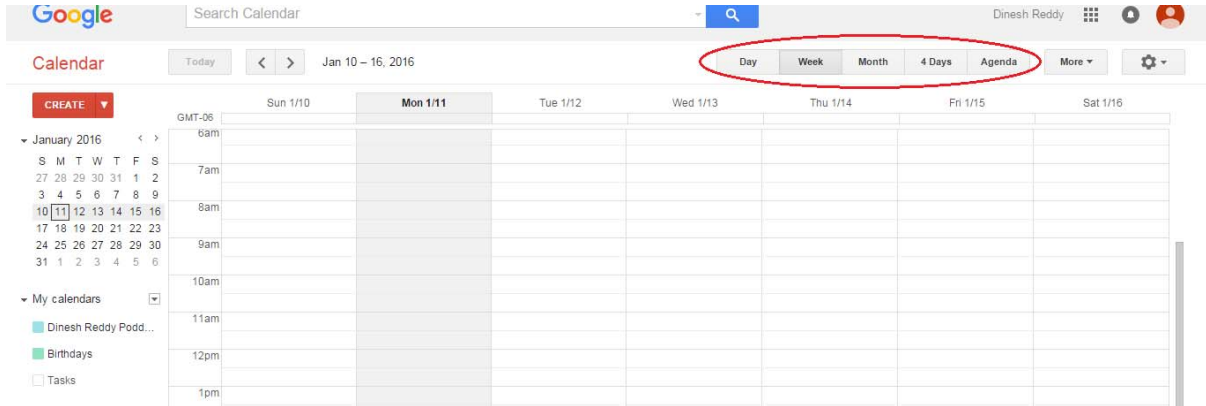 Google Search Calendar Dinesh Reddy
Calendar Today Jan 10 – 16, 2016 Day Week Month 4 Days Agenda More
CREATE
Sun 1/10 Mon 1/11 Tue 1/12 Wed 1/13 Thu 1/14 Fri 1/15 Sat 1/16
GMT-06
January 2016
S M T W T F S
27 28 29 30 31 1 2
3 4 5 6 7 8 9
10 11 12 13 14 15 16
17 18 19 20 21 22 23
24 25 26 27 28 29 30
31 1 2 3 4 5 6
My calendars
Dinesh Reddy Podd...
Birthdays
Tasks
6am
7am
8am
9am
10am
11am
12pm
1pm